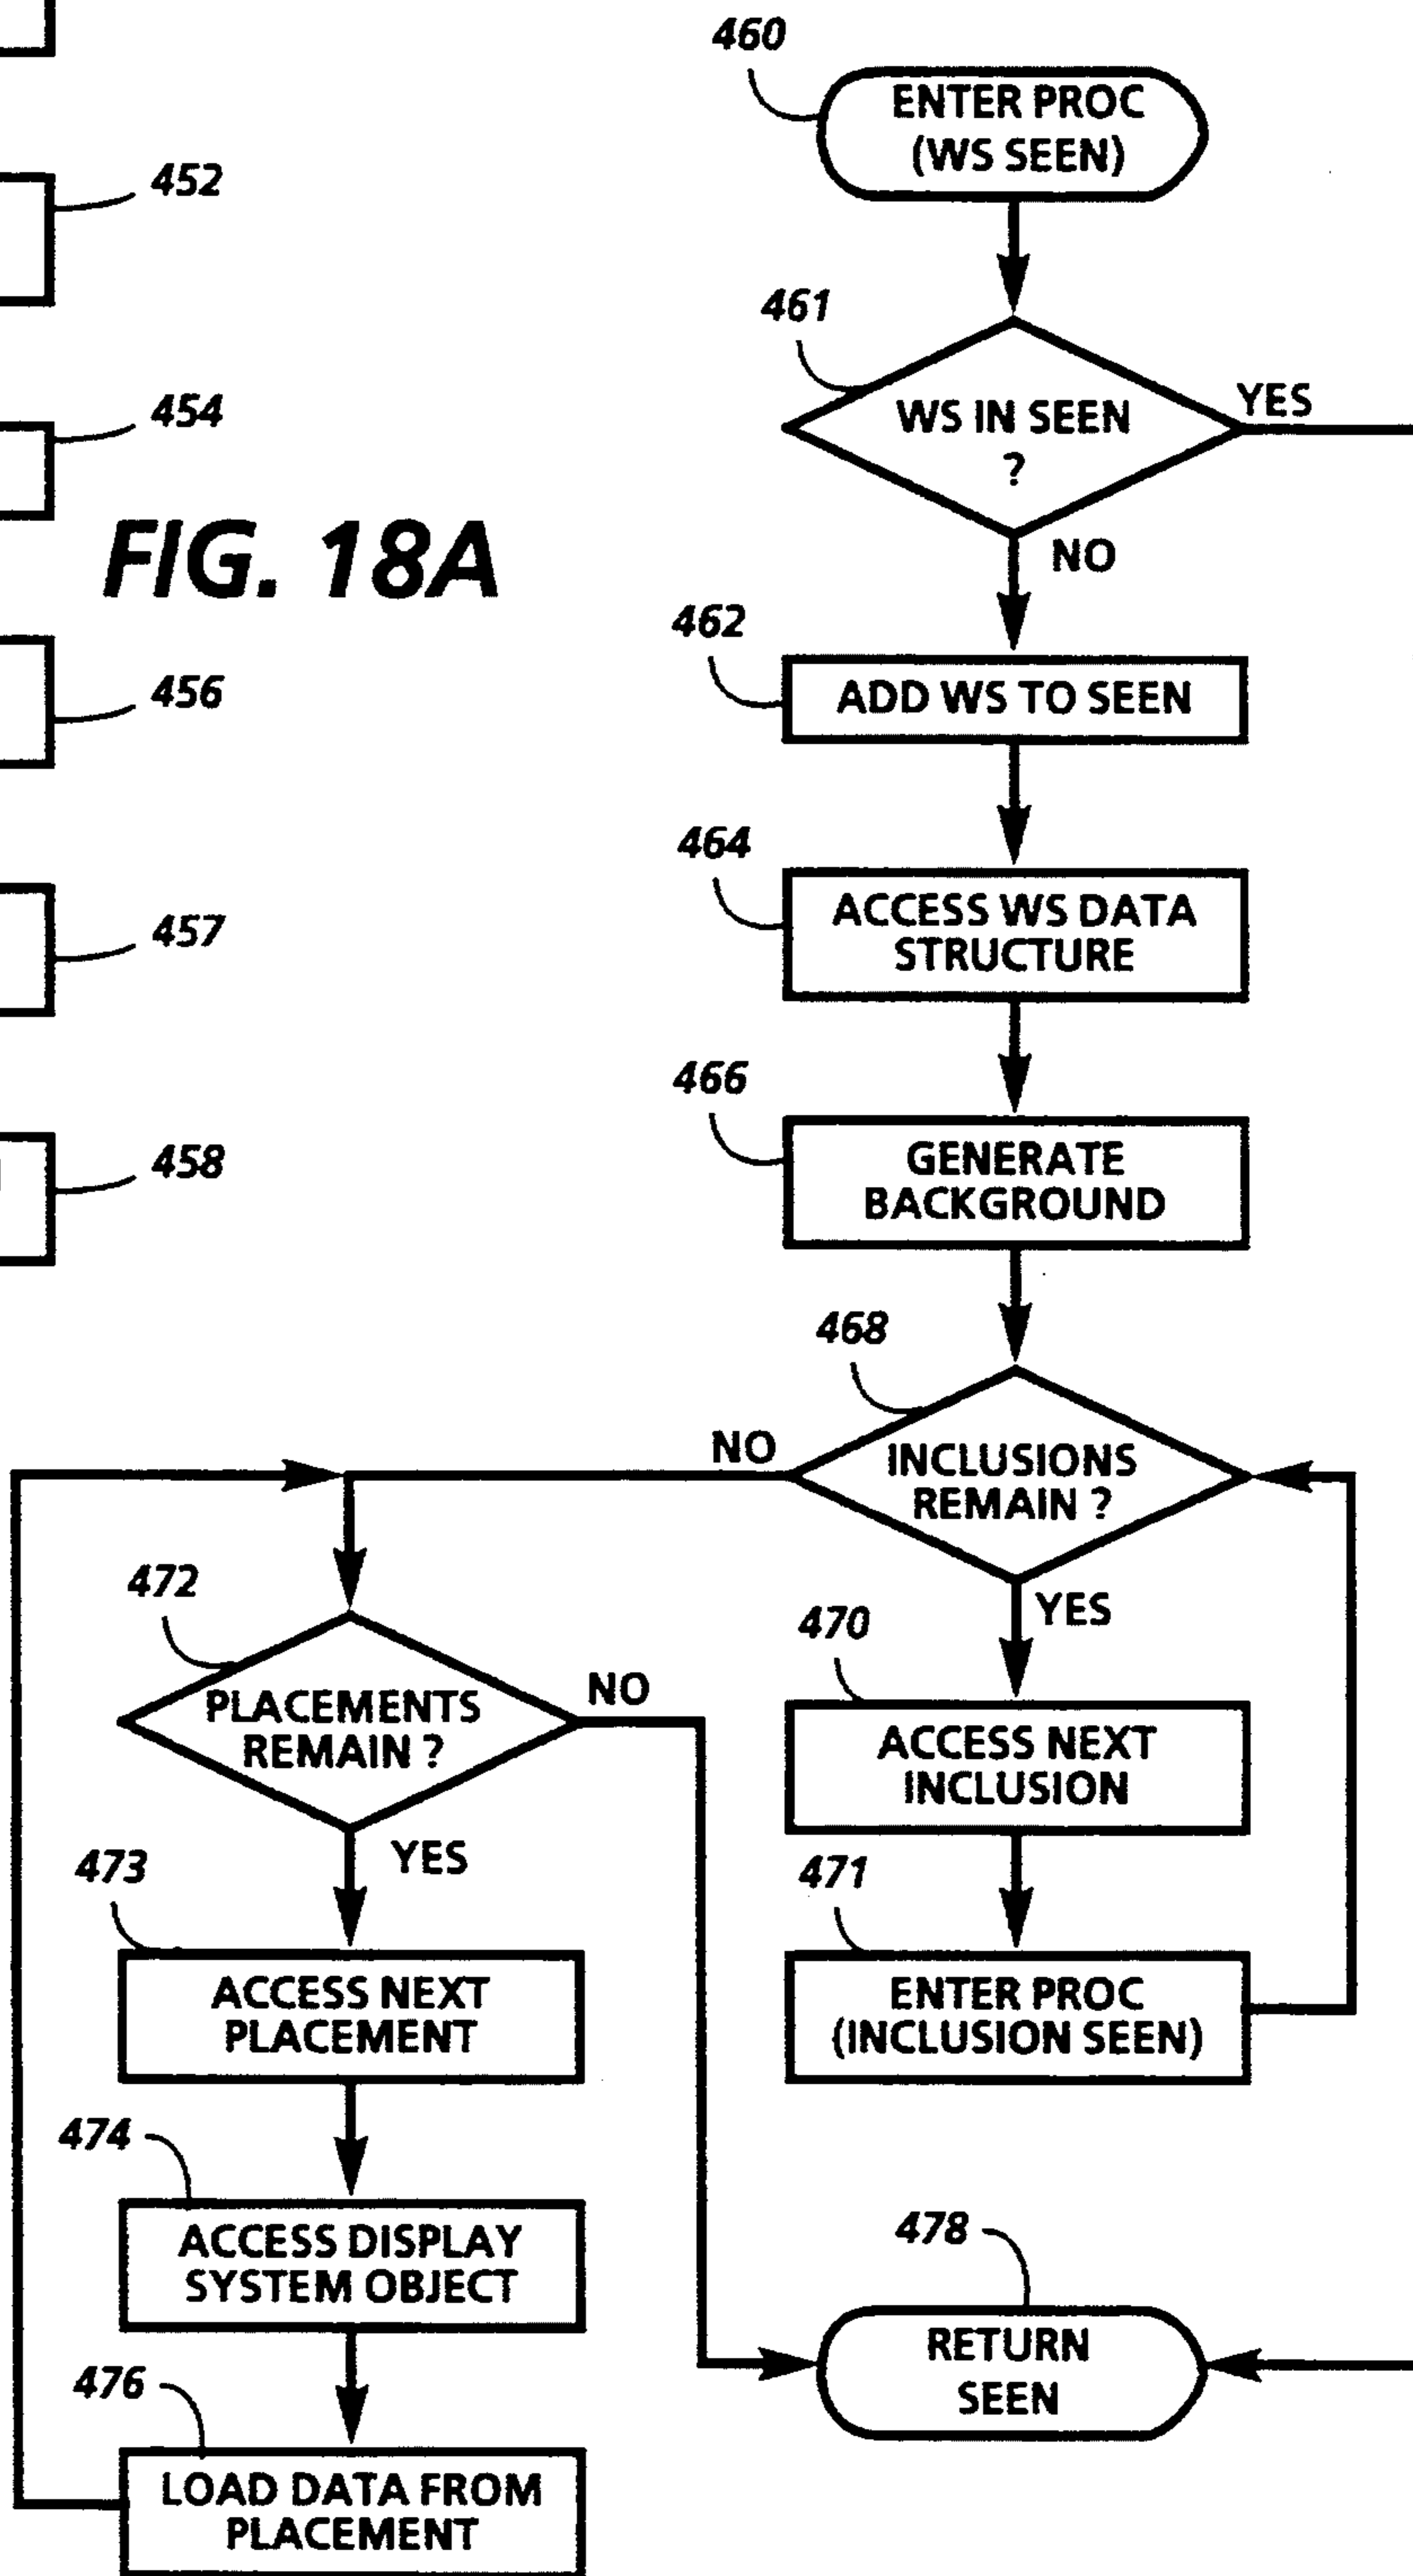 460
ENTER PROC
(WS SEEN)
452
461
WS IN SEEN
?
YES
NO
454
FIG. 18A
462
ADD WS TO SEEN
456
464
ACCESS WS DATA
STRUCTURE
457
466
GENERATE
BACKGROUND
458
468
INCLUSIONS
REMAIN ?
NO
YES
470
ACCESS NEXT
INCLUSION
471
ENTER PROC
(INCLUSION SEEN)
472
PLACEMENTS
REMAIN ?
NO
YES
473
ACCESS NEXT
PLACEMENT
474
ACCESS DISPLAY
SYSTEM OBJECT
476
LOAD DATA FROM
PLACEMENT
478
RETURN
SEEN